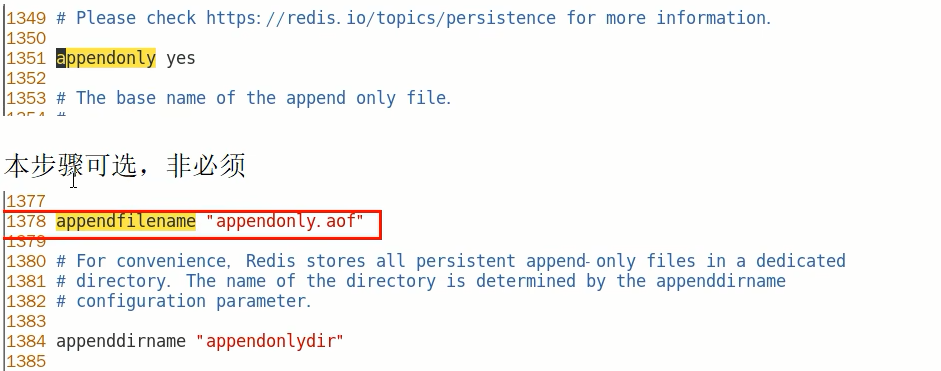 1349 # Please check https://redis.io/topics/persistence for more information.
1350
1351 appendonly yes
1352
1353 # The base name of the append only file.
1354 #
本步骤可选，非必须
1377
1378 appendfilename "appendonly.aof"
1379
1380 # For convenience, Redis stores all persistent append-only files in a dedicated
1381 # directory. The name of the directory is determined by the appenddirname
1382 # configuration parameter.
1383
1384 appenddirname "appendonlydir"
1385